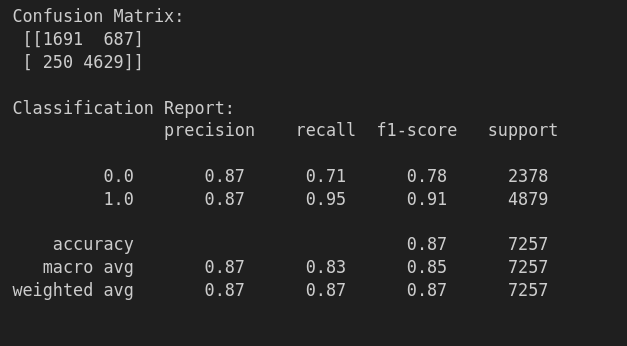 Confusion Matrix:
 [[1691  687]
 [ 250 4629]]
Classification Report:
               precision    recall  f1-score   support
         0.0       0.87      0.71      0.78      2378
         1.0       0.87      0.95      0.91      4879
    accuracy                           0.87      7257
   macro avg       0.87      0.83      0.85      7257
weighted avg       0.87      0.87      0.87      7257